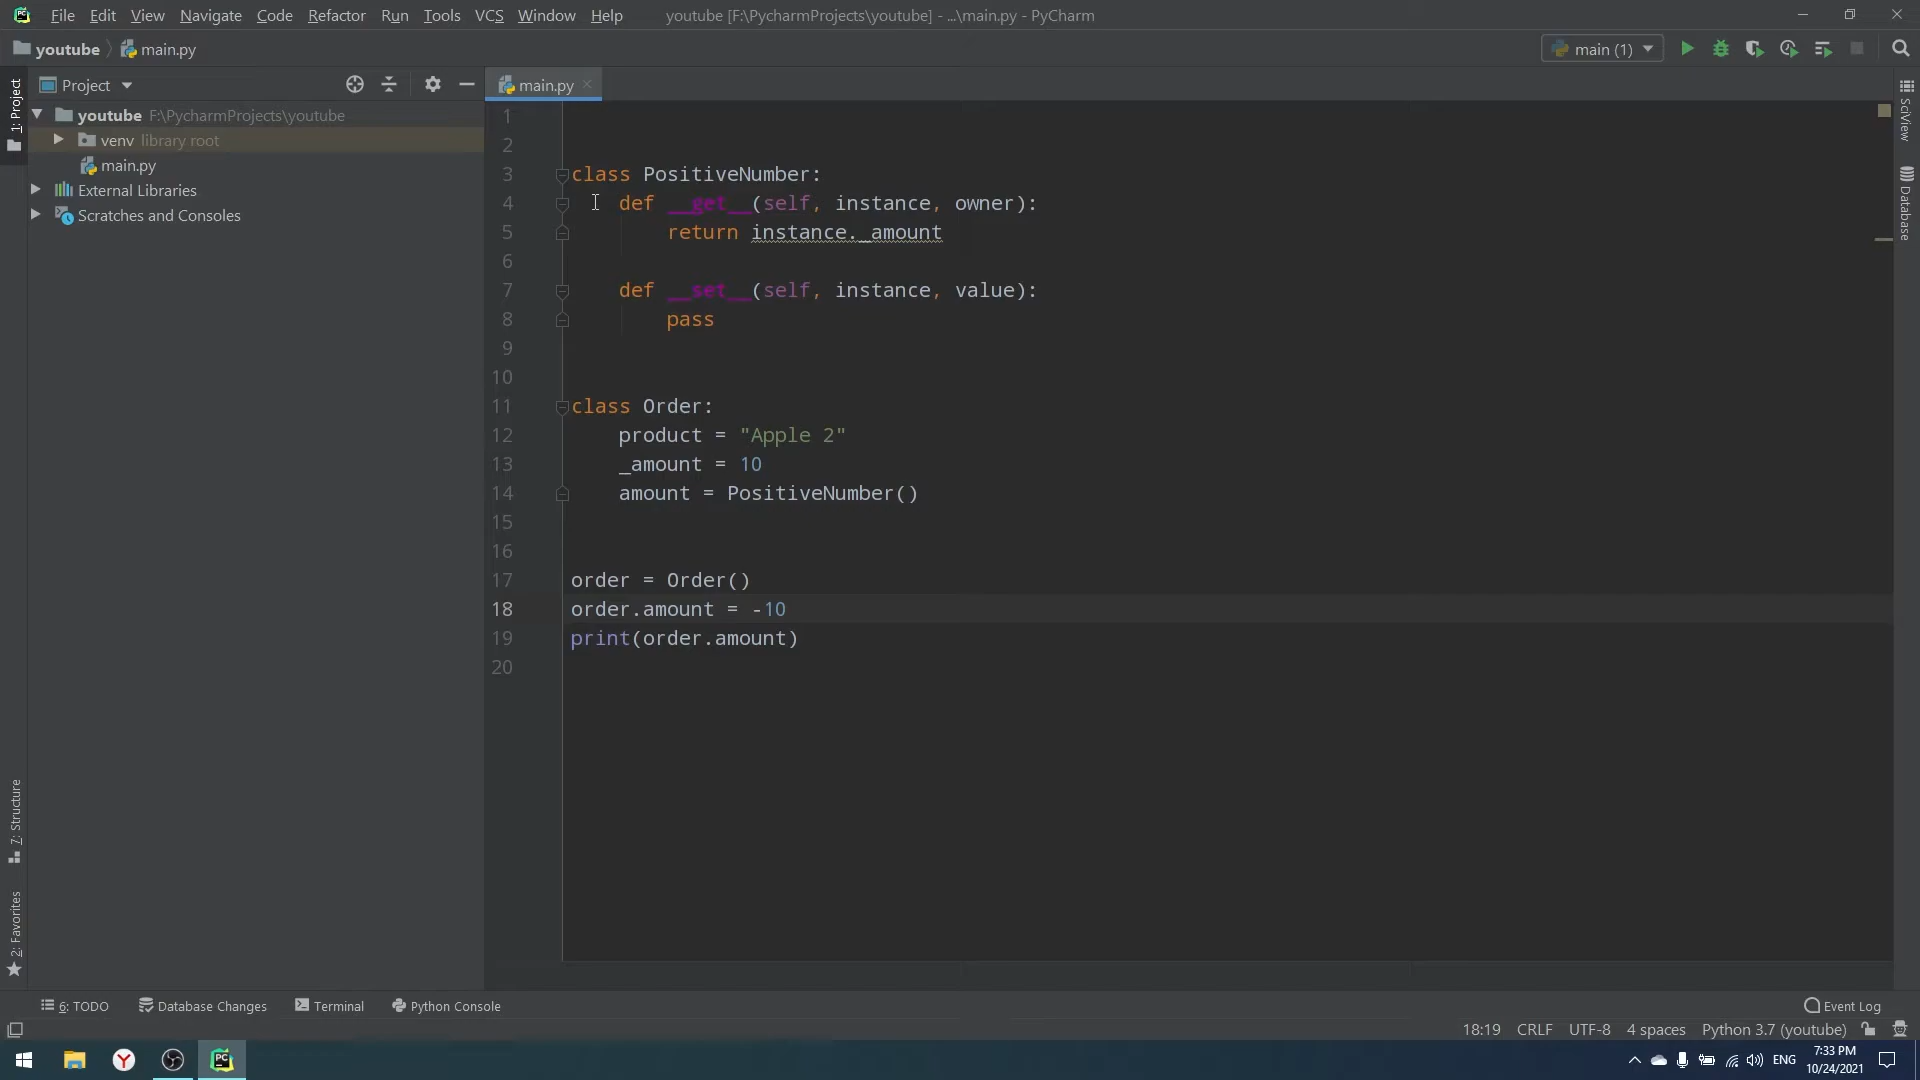 File Edit View Navigate Code Refactor Run Tools VCS Window Help youtube [F:\PycharmProjects\youtube] - ...\main.py - PyCharm
youtube main.py main (1)
Project main.py
1: Project
youtube F:\PycharmProjects\youtube
venv library root
main.py
External Libraries
Scratches and Consoles
1
2
3 class PositiveNumber:
4 def __get__(self, instance, owner):
5 return instance._amount
6
7 def __set__(self, instance, value):
8 pass
9
10
11 class Order:
12 product = "Apple 2"
13 _amount = 10
14 amount = PositiveNumber()
15
16
17 order = Order()
18 order.amount = -10
19 print(order.amount)
20
SciView
Database
7: Structure
2: Favorites
6: TODO Database Changes Terminal Python Console Event Log
18:19 CRLF UTF-8 4 spaces Python 3.7 (youtube)
ENG 7:33 PM
10/24/2021